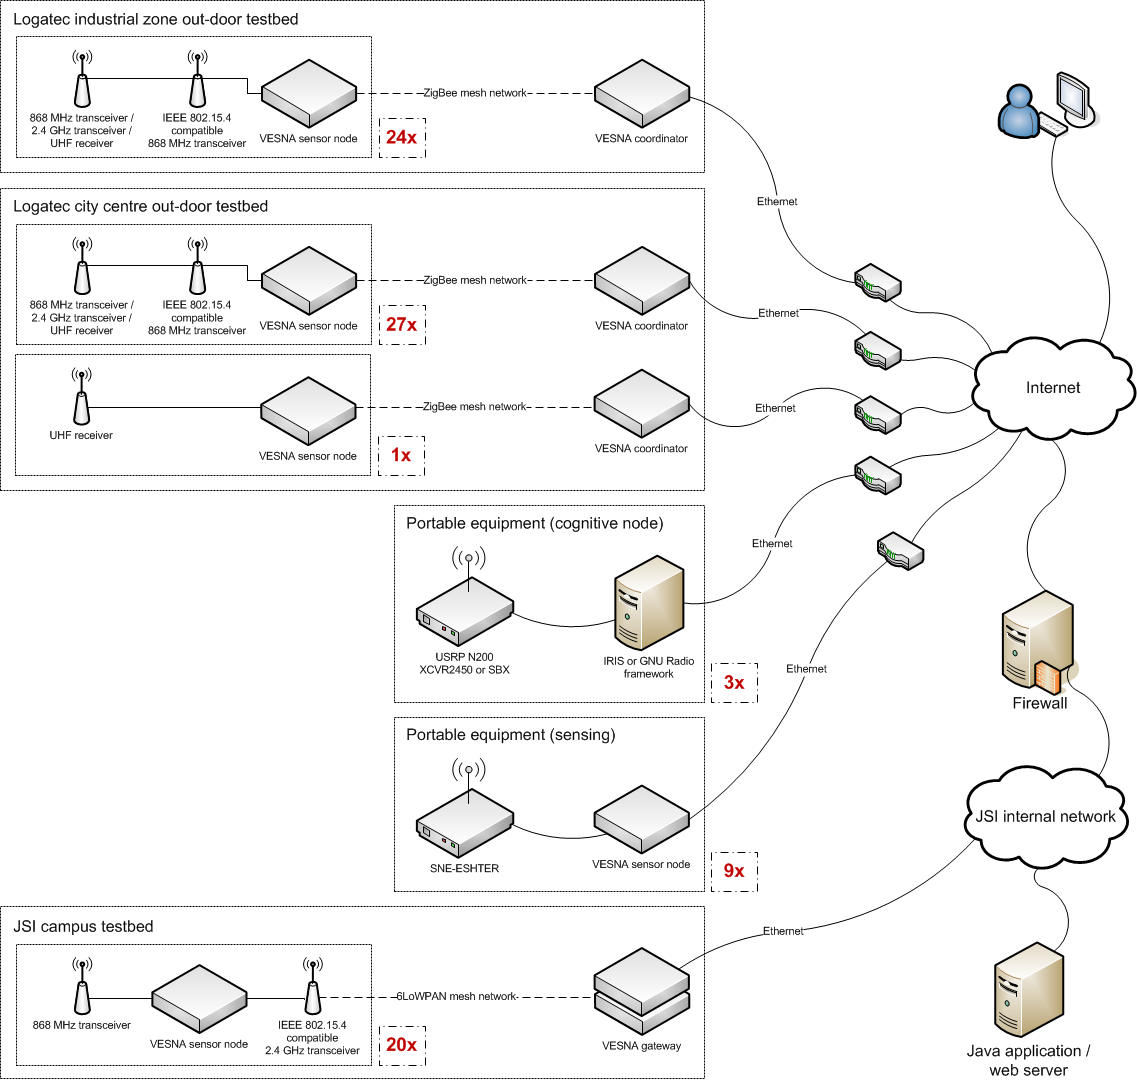 Logatec industrial zone out-door testbed
868 MHz transceiver /
2.4 GHz transceiver /
UHF receiver
IEEE 802.15.4
compatible
868 MHz transceiver
VESNA sensor node
24x
ZigBee mesh network
VESNA coordinator
Ethernet
Logatec city centre out-door testbed
868 MHz transceiver /
2.4 GHz transceiver /
UHF receiver
IEEE 802.15.4
compatible
868 MHz transceiver
VESNA sensor node
27x
ZigBee mesh network
VESNA coordinator
Ethernet
UHF receiver
VESNA sensor node
1x
ZigBee mesh network
VESNA coordinator
Ethernet
Internet
Portable equipment (cognitive node)
USRP N200
XCVR2450 or SBX
IRIS or GNU Radio
framework
3x
Ethernet
Firewall
Portable equipment (sensing)
SNE-ESHTER
VESNA sensor node
9x
Ethernet
JSI internal network
JSI campus testbed
868 MHz transceiver
VESNA sensor node
IEEE 802.15.4
compatible
2.4 GHz transceiver
20x
6LoWPAN mesh network
VESNA gateway
Ethernet
Java application /
web server